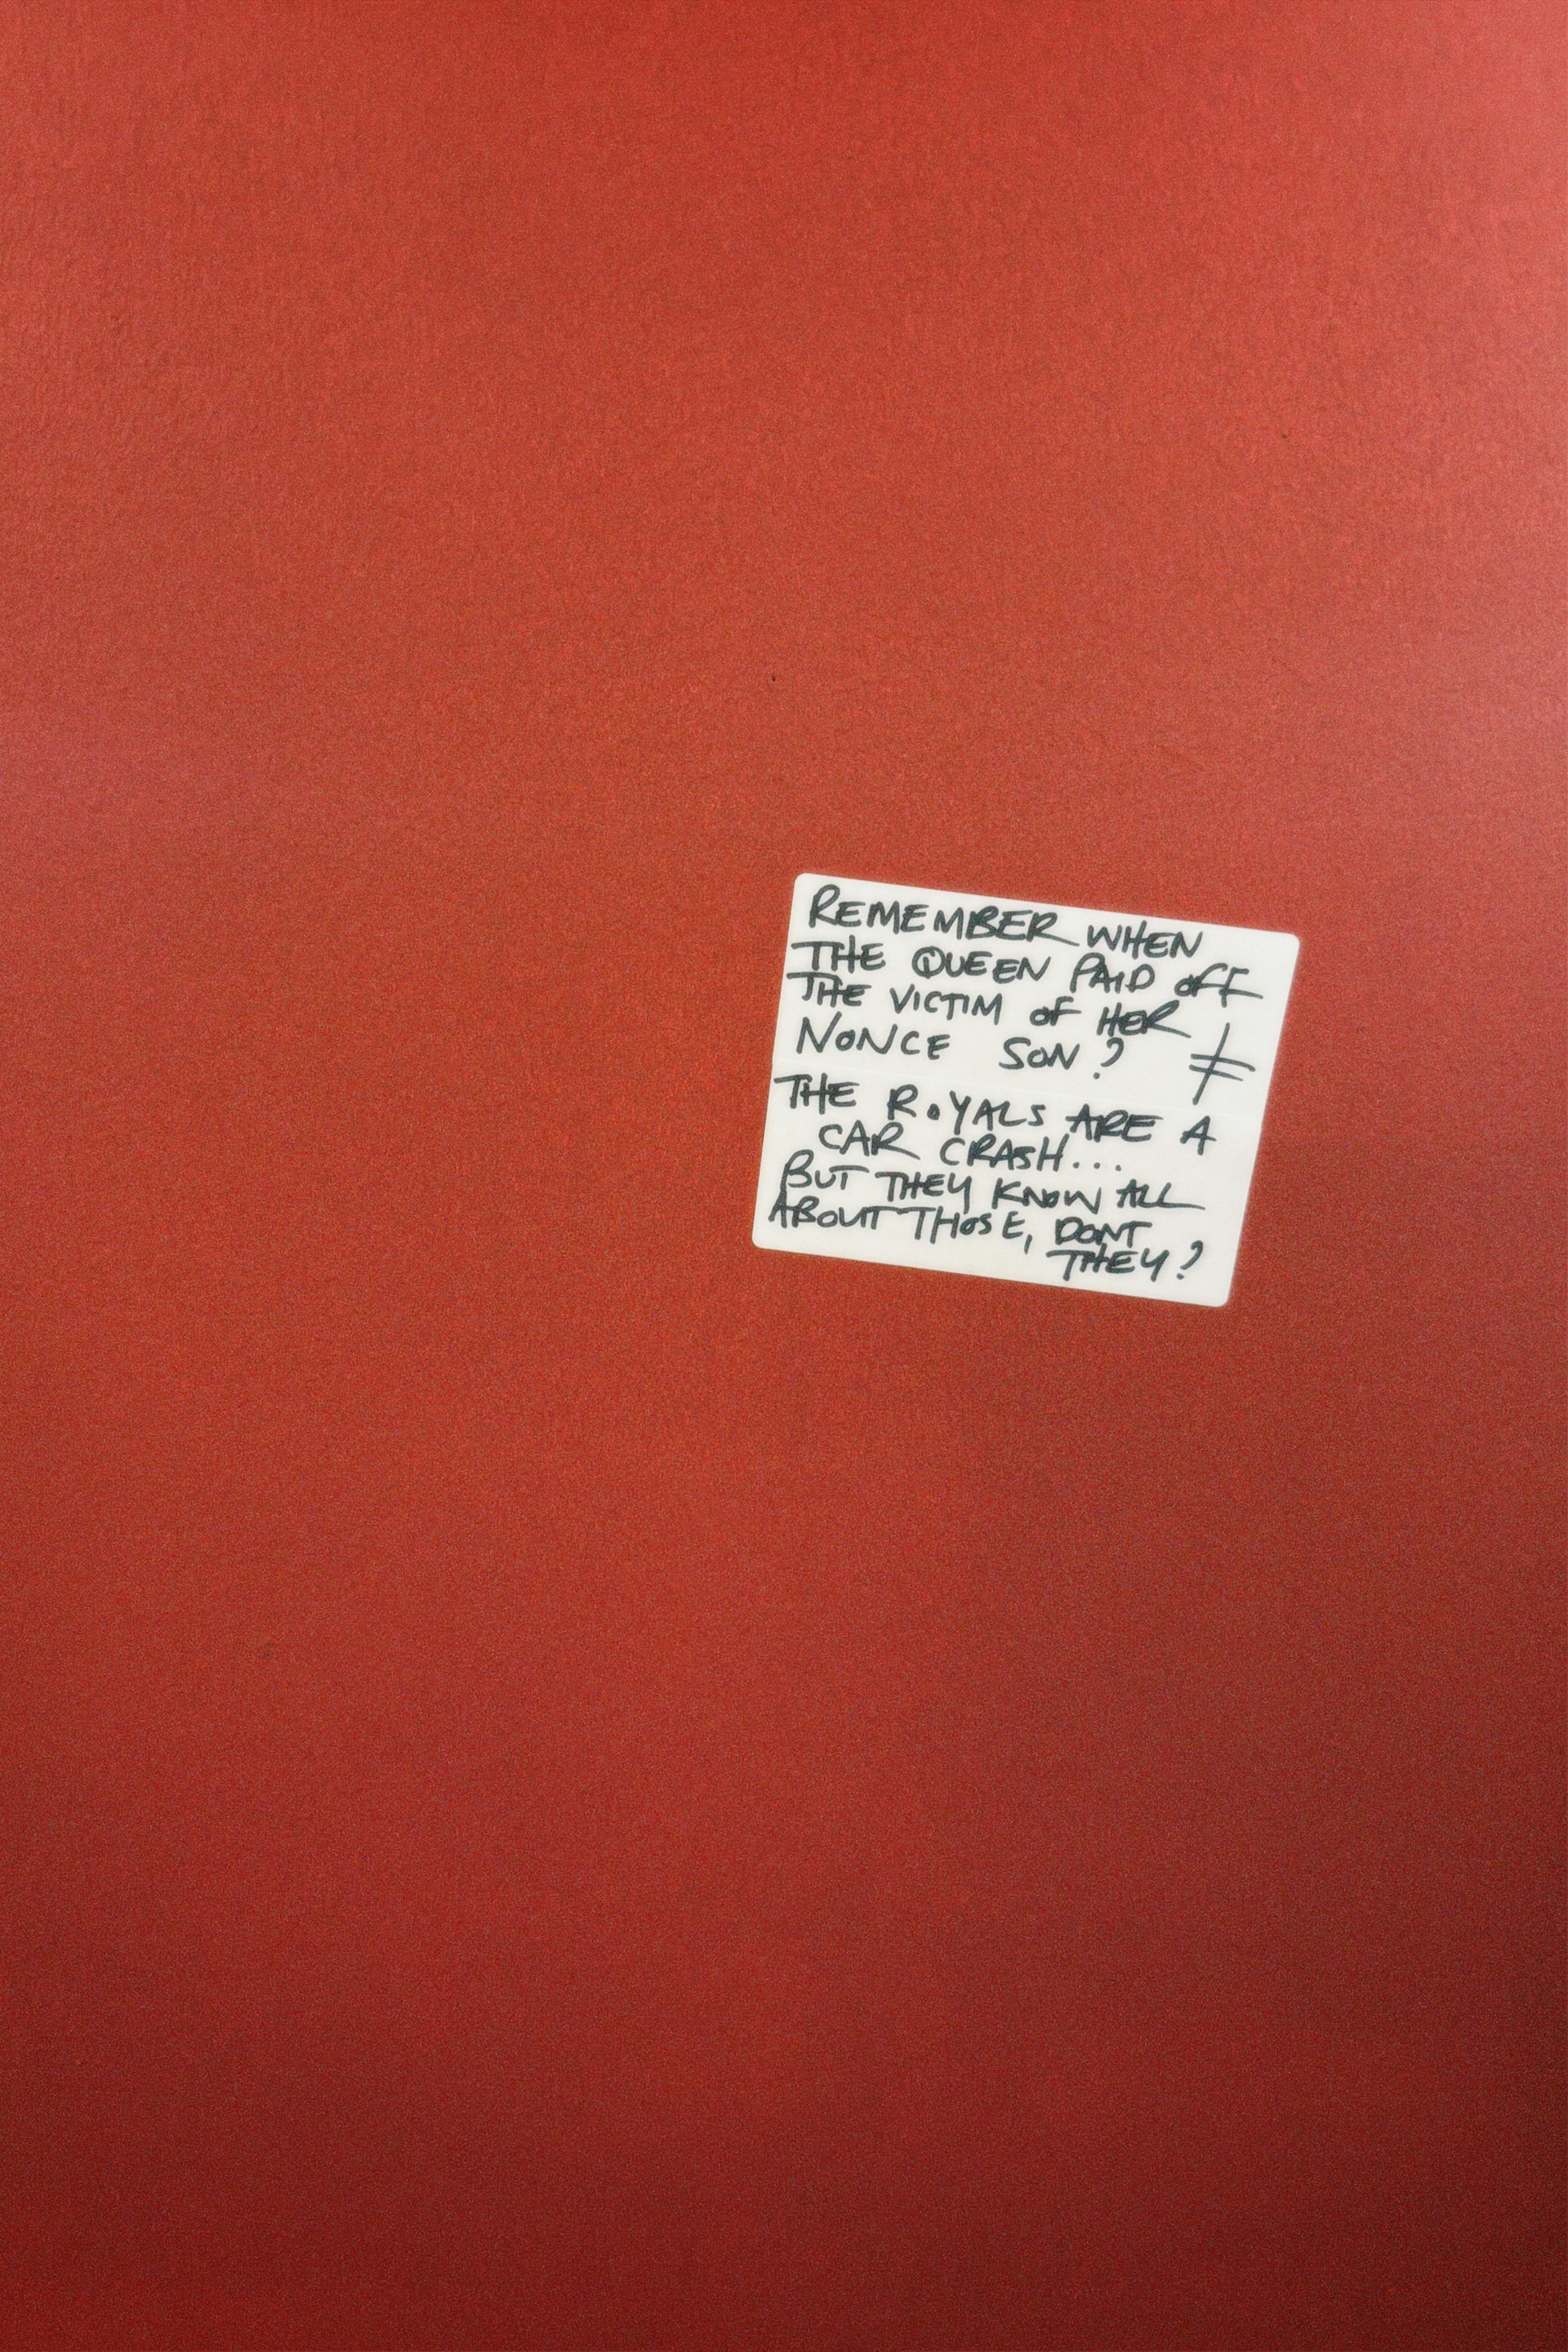 REMEMBER WHEN
THE QUEEN PAID OFF
THE VICTIM OF HER
NONCE SON? ≠
THE ROYALS ARE A
CAR CRASH...
BUT THEY KNOW ALL
ABOUT THOSE, DONT
THEY?